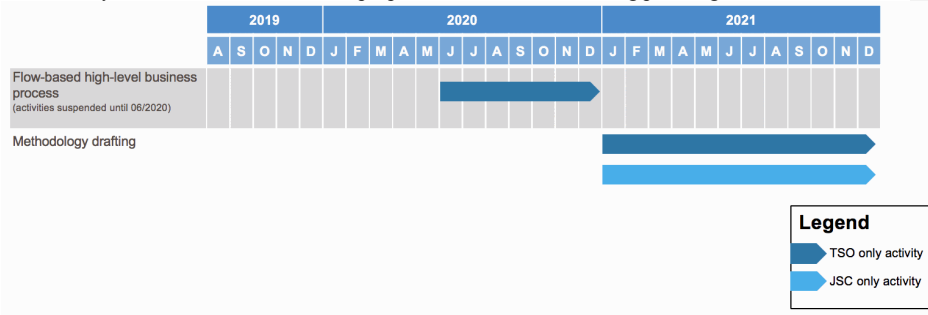 2019 2020 2021
A S O N D J F M A M J J A S O N D J F M A M J J A S O N D
Flow-based high-level business
process
(activities suspended until 06/2020)
Methodology drafting
Legend
TSO only activity
JSC only activity